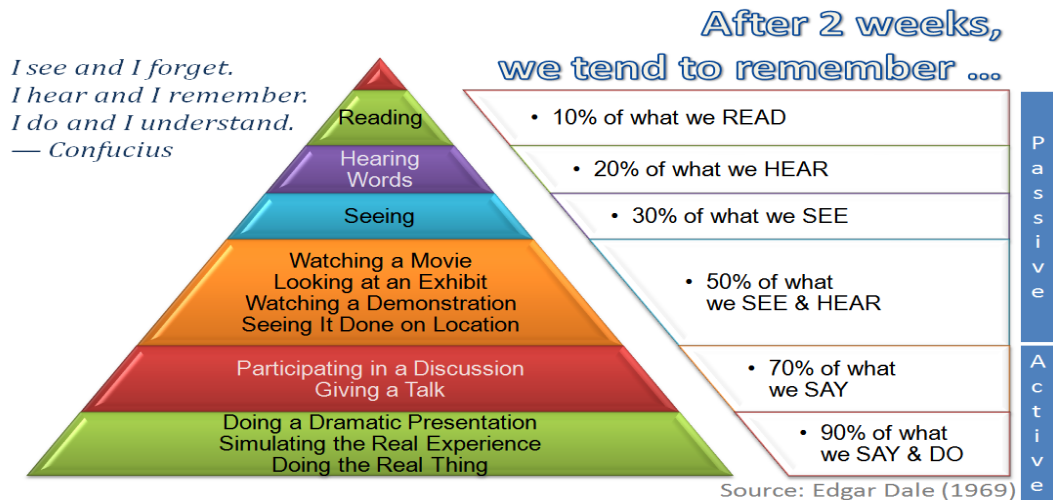 After 2 weeks,
we tend to remember ...
I see and I forget.
I hear and I remember.
I do and I understand.
— Confucius
Reading
• 10% of what we READ
Hearing
Words
• 20% of what we HEAR
Seeing
• 30% of what we SEE
Watching a Movie
Looking at an Exhibit
Watching a Demonstration
Seeing It Done on Location
• 50% of what
we SEE & HEAR
Participating in a Discussion
Giving a Talk
• 70% of what
we SAY
Doing a Dramatic Presentation
Simulating the Real Experience
Doing the Real Thing
• 90% of what
we SAY & DO
Passive
Active
Source: Edgar Dale (1969)